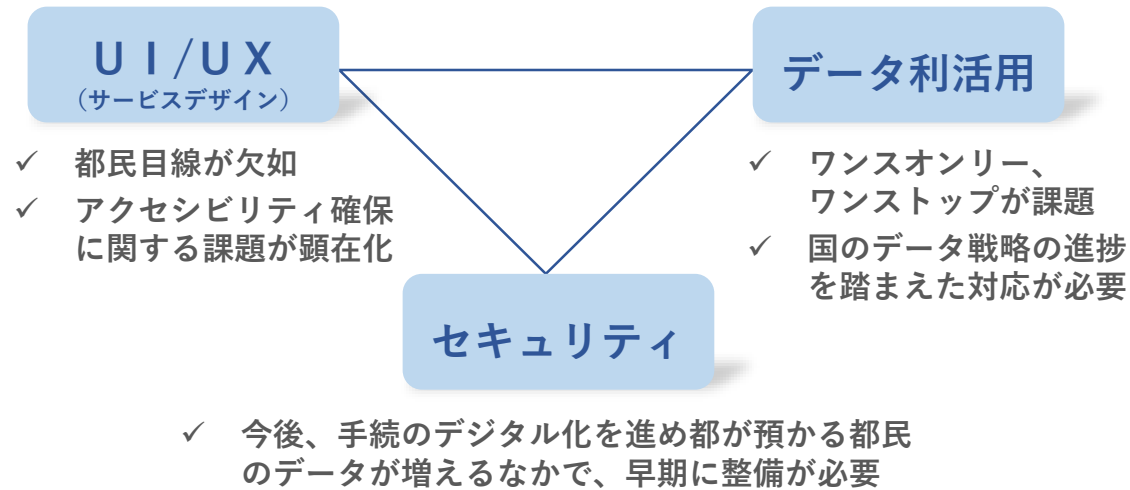 ＵＩ/ＵＸ
（サービスデザイン）
✓ 都民目線が欠如
✓ アクセシビリティ確保
に関する課題が顕在化
データ利活用
✓ ワンスオンリー、
ワンストップが課題
✓ 国のデータ戦略の進捗
を踏まえた対応が必要
セキュリティ
✓ 今後、手続のデジタル化を進め都が預かる都民
のデータが増えるなかで、早期に整備が必要